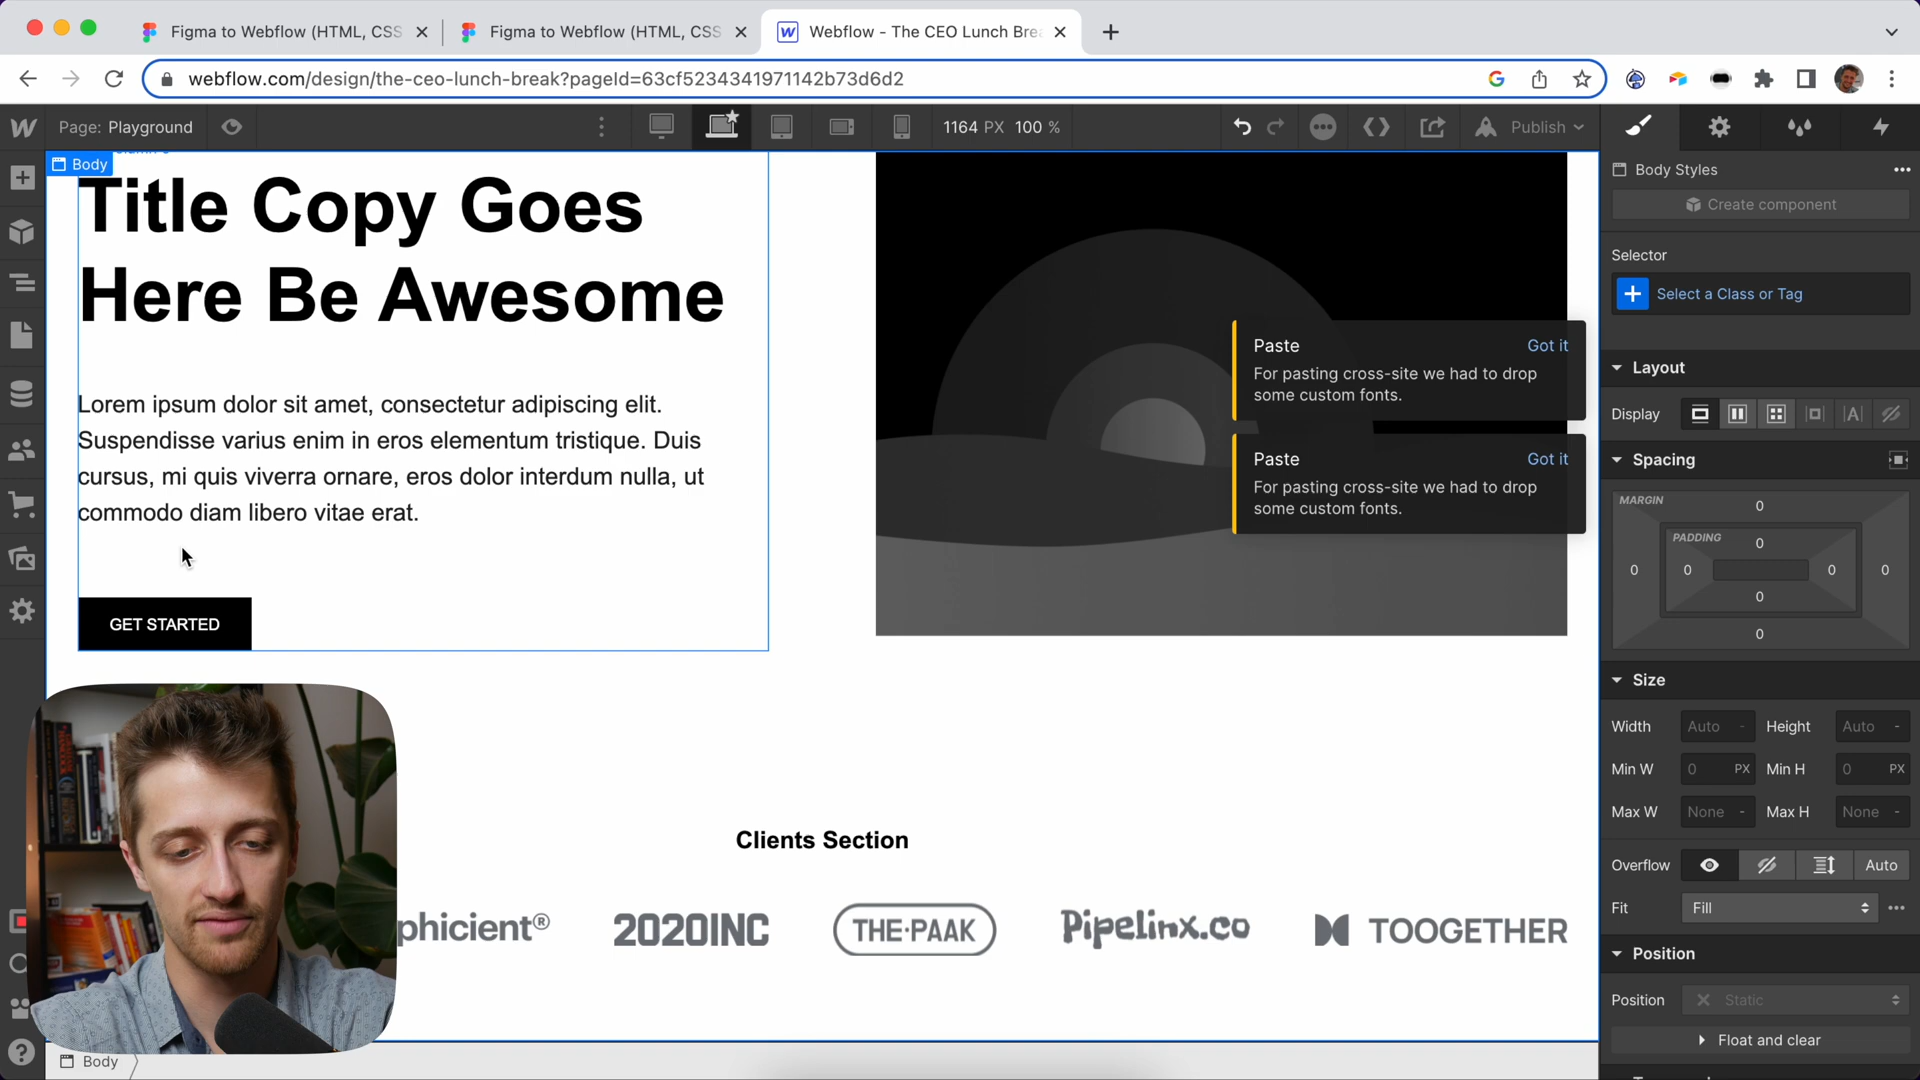 Figma to Webflow (HTML, CSS
Figma to Webflow (HTML, CSS
Webflow - The CEO Lunch Brea
webflow.com/design/the-ceo-lunch-break?pageId=63cf5234341971142b73d6d2
Page: Playground
1164 PX 100 %
Publish
Body
Title Copy Goes
Here Be Awesome
Lorem ipsum dolor sit amet, consectetur adipiscing elit.
Suspendisse varius enim in eros elementum tristique. Duis
cursus, mi quis viverra ornare, eros dolor interdum nulla, ut
commodo diam libero vitae erat.
GET STARTED
Paste
Got it
For pasting cross-site we had to drop
some custom fonts.
Paste
Got it
For pasting cross-site we had to drop
some custom fonts.
Clients Section
phicient®
2020INC
THE·PAAK
Pipelinx.co
TOOGETHER
Body
Body Styles
Create component
Selector
Select a Class or Tag
Layout
Display
Spacing
MARGIN
0
PADDING
0
0 0 0 0
0
0
Size
Width Auto - Height Auto -
Min W 0 PX Min H 0 PX
Max W None - Max H None -
Overflow Auto
Fit Fill
Position
Position Static
Float and clear